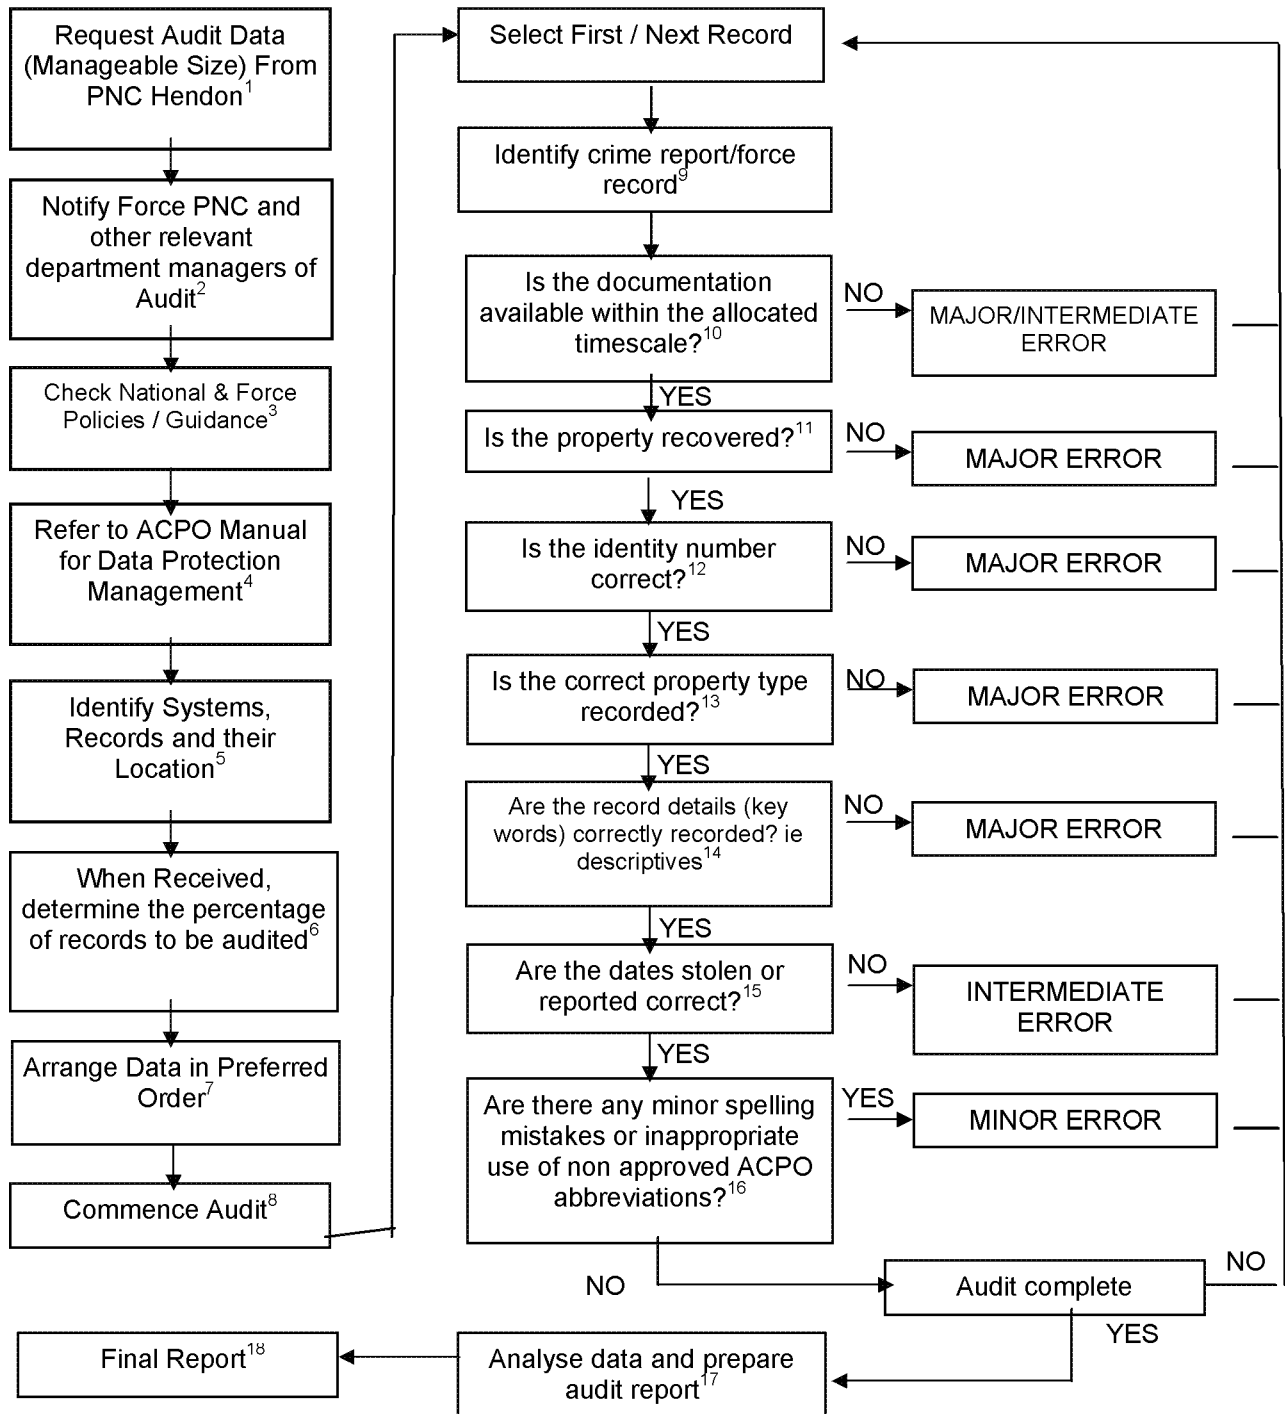 Request Audit Data
(Manageable Size) From
PNC Hendon1
Notify Force PNC and
other relevant
department managers of
Audit2
Check National & Force
Policies / Guidance3
Refer to ACPO Manual
for Data Protection
Management4
Identify Systems,
Records and their
Location5
When Received,
determine the percentage
of records to be audited6
Arrange Data in Preferred
Order7
Commence Audit8
Select First / Next Record
Identify crime report/force
record9
Is the documentation
available within the allocated
timescale?10
NO
MAJOR/INTERMEDIATE
ERROR
YES
Is the property recovered?11
NO
MAJOR ERROR
YES
Is the identity number
correct?12
NO
MAJOR ERROR
YES
Is the correct property type
recorded?13
NO
MAJOR ERROR
YES
Are the record details (key
words) correctly recorded? ie
descriptives14
NO
MAJOR ERROR
YES
Are the dates stolen or
reported correct?15
NO
INTERMEDIATE
ERROR
YES
Are there any minor spelling
mistakes or inappropriate
use of non approved ACPO
abbreviations?16
YES
MINOR ERROR
NO
Audit complete
NO
YES
Analyse data and prepare
audit report17
Final Report18